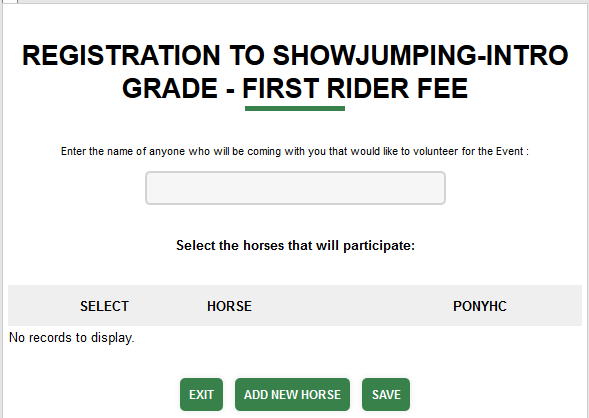 REGISTRATION TO SHOWJUMPING-INTRO
GRADE - FIRST RIDER FEE
Enter the name of anyone who will be coming with you that would like to volunteer for the Event :
Select the horses that will participate:
SELECT HORSE PONYHC
No records to display.
EXIT ADD NEW HORSE SAVE